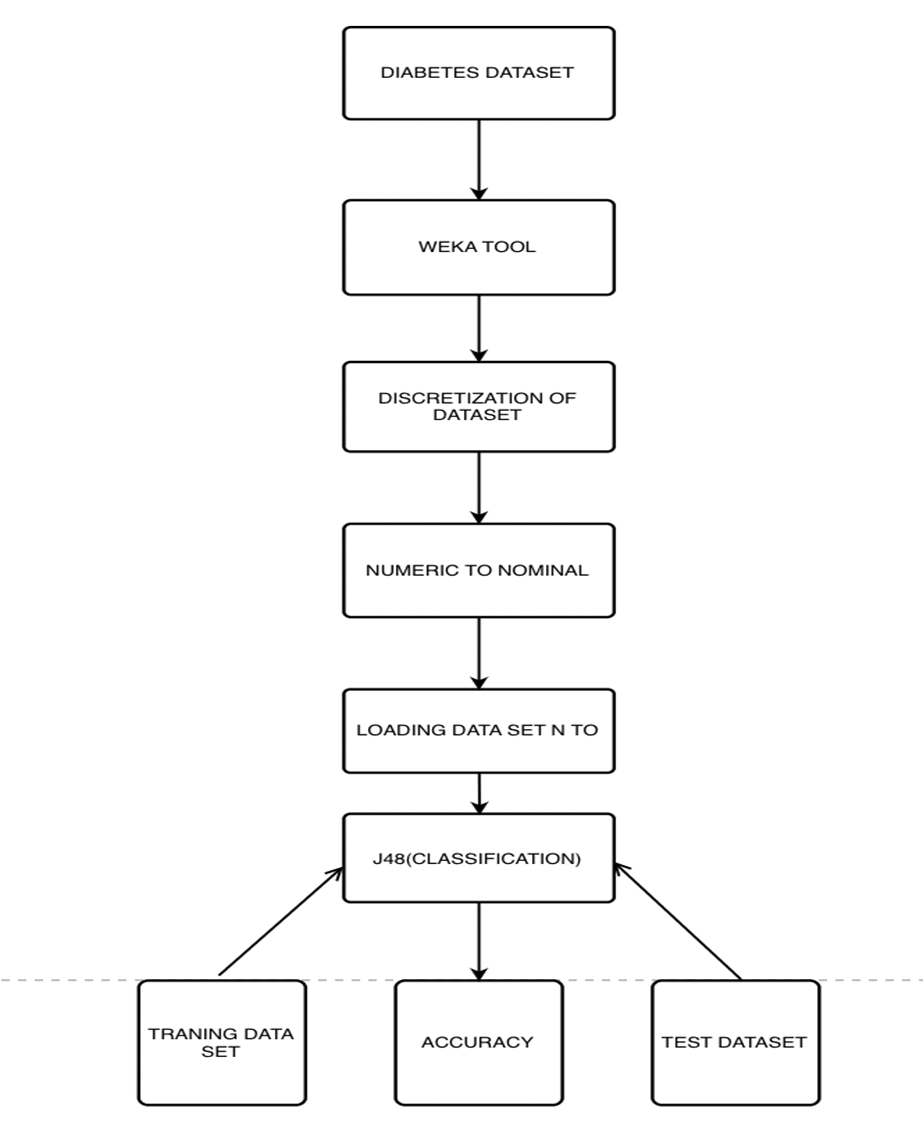 DIABETES DATASET
WEKA TOOL
DISCRETIZATION OF
DATASET
NUMERIC TO NOMINAL
LOADING DATA SET N TO
J48(CLASSIFICATION)
TRANING DATA
SET
ACCURACY
TEST DATASET